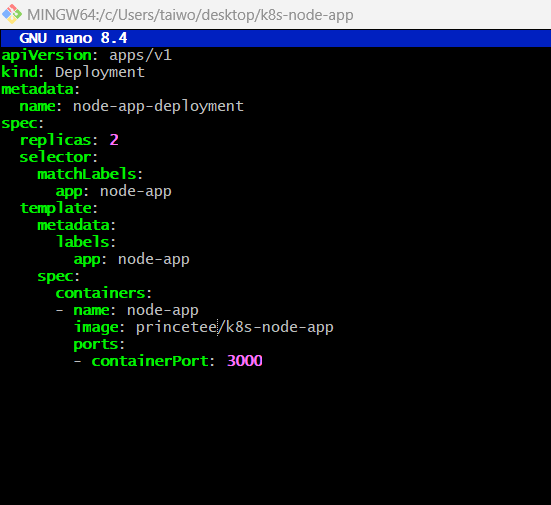 MINGW64:/c/Users/taiwo/desktop/k8s-node-app
GNU nano 8.4
apiVersion: apps/v1
kind: Deployment
metadata:
  name: node-app-deployment
spec:
  replicas: 2
  selector:
    matchLabels:
      app: node-app
  template:
    metadata:
      labels:
        app: node-app
    spec:
      containers:
      - name: node-app
        image: princetee/k8s-node-app
        ports:
        - containerPort: 3000